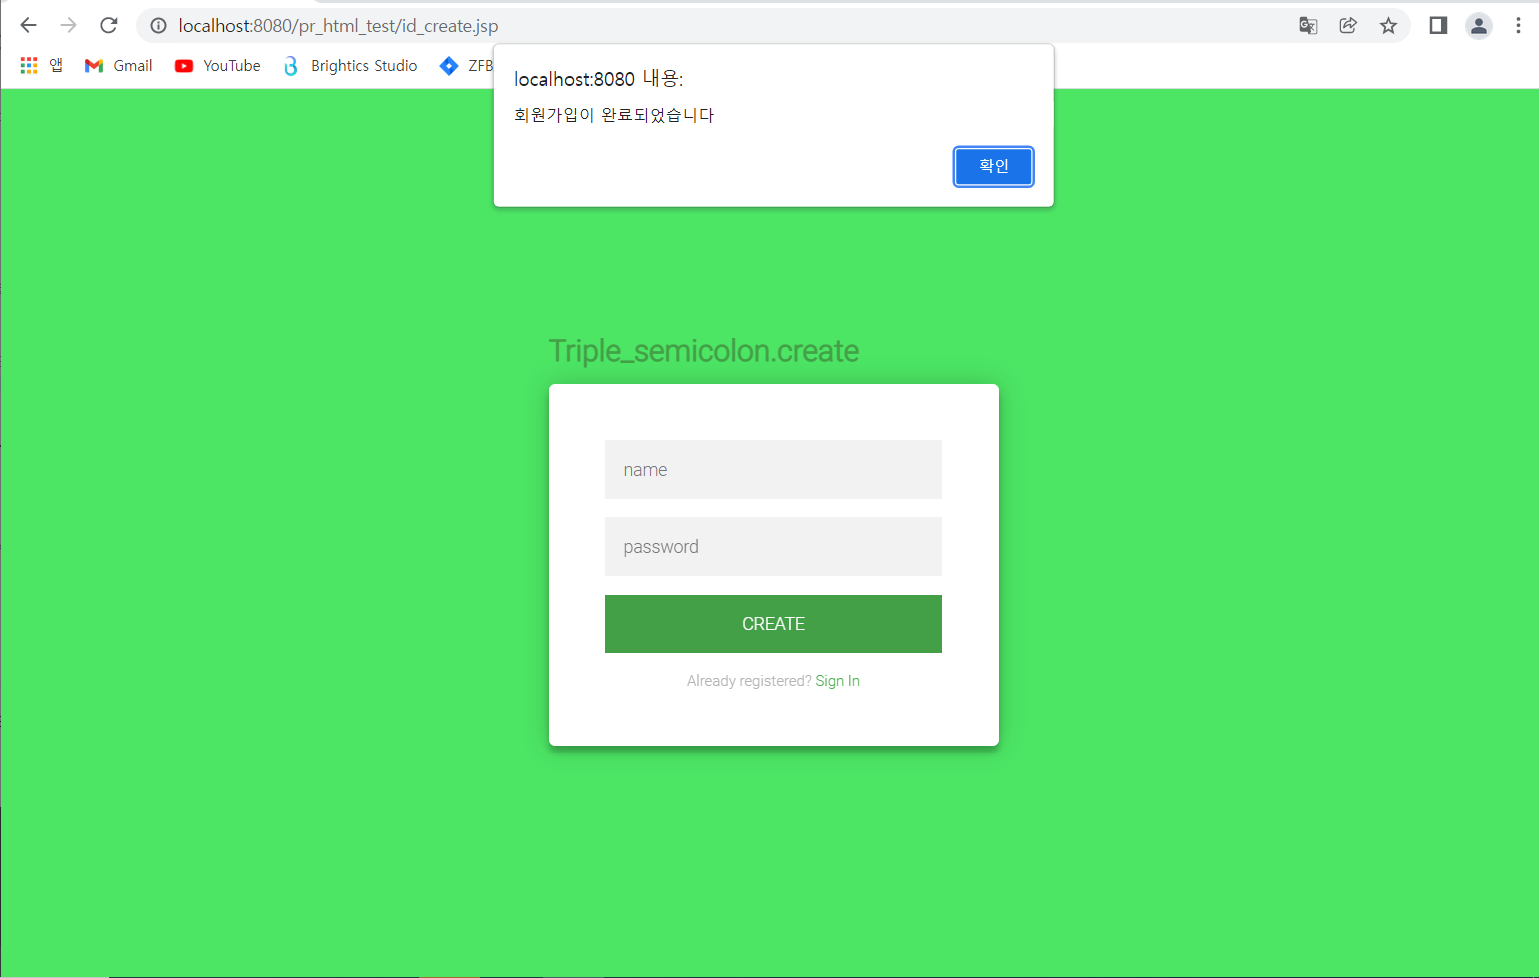 localhost:8080/pr_html_test/id_create.jsp
앱 Gmail YouTube Brightics Studio ZFB
localhost:8080 내용:
회원가입이 완료되었습니다
확인
Triple_semicolon.create
name
password
CREATE
Already registered? Sign In